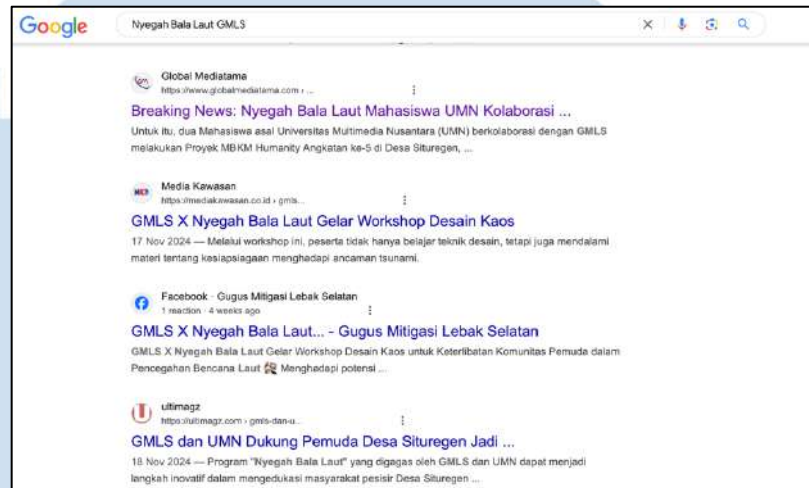 Google
Nyegah Bala Laut GMLS
Global Mediatama
https://www.globalmediatama.com › ...
Breaking News: Nyegah Bala Laut Mahasiswa UMN Kolaborasi ...
Untuk itu, dua Mahasiswa asal Universitas Multimedia Nusantara (UMN) berkolaborasi dengan GMLS
melakukan Proyek MBKM Humanity Angkatan ke-5 di Desa Situregen, ...
Media Kawasan
https://mediakawasan.co.id › gmls...
GMLS X Nyegah Bala Laut Gelar Workshop Desain Kaos
17 Nov 2024 — Melalui workshop ini, peserta tidak hanya belajar teknik desain, tetapi juga mendalami
materi tentang kesiapsiagaan menghadapi ancaman tsunami.
Facebook · Gugus Mitigasi Lebak Selatan
1 reaction · 4 weeks ago
GMLS X Nyegah Bala Laut... - Gugus Mitigasi Lebak Selatan
GMLS X Nyegah Bala Laut Gelar Workshop Desain Kaos untuk Keterlibatan Komunitas Pemuda dalam
Pencegahan Bencana Laut Menghadapi potensi ...
ultimagz
https://ultimagz.com › gmls-dan-u...
GMLS dan UMN Dukung Pemuda Desa Situregen Jadi ...
18 Nov 2024 — Program "Nyegah Bala Laut" yang digagas oleh GMLS dan UMN dapat menjadi
langkah inovatif dalam mengedukasi masyarakat pesisir Desa Situregen ...